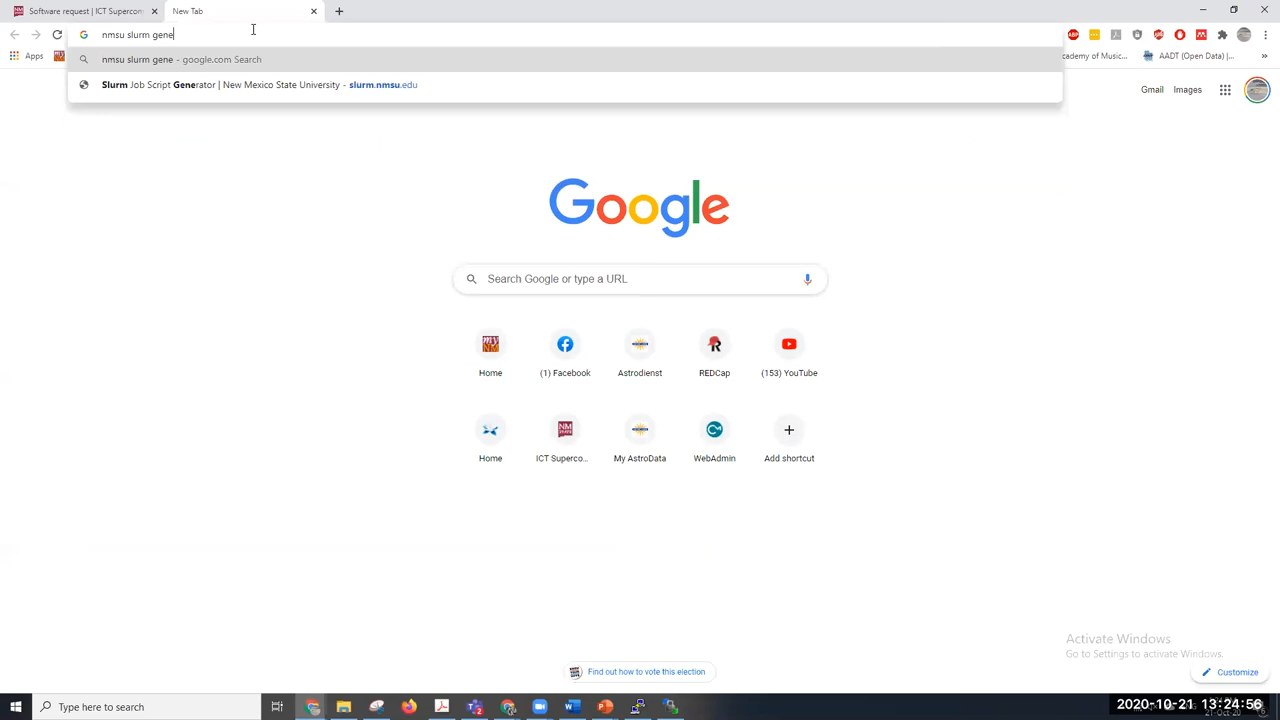 Software request | ICT Supercom
New Tab
nmsu slurm gene
nmsu slurm gene - google.com Search
Slurm Job Script Generator | New Mexico State University - slurm.nmsu.edu
Apps
cademy of Music...
AADT (Open Data) |...
Gmail
Images
Google
Search Google or type a URL
Home
(1) Facebook
Astrodienst
REDCap
(153) YouTube
Home
ICT Superco...
My AstroData
WebAdmin
Add shortcut
Activate Windows
Go to Settings to activate Windows.
Find out how to vote this election
Customize
Type here to search
2020-10-21 13:24:56
21-Oct-20